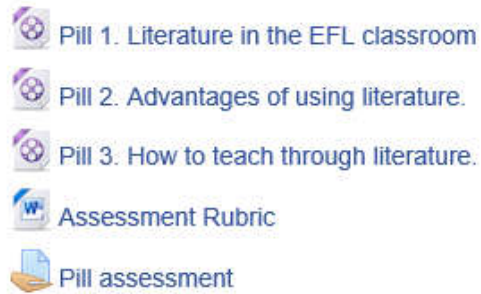 Pill 1. Literature in the EFL classroom
Pill 2. Advantages of using literature.
Pill 3. How to teach through literature.
W
Assessment Rubric
Pill assessment